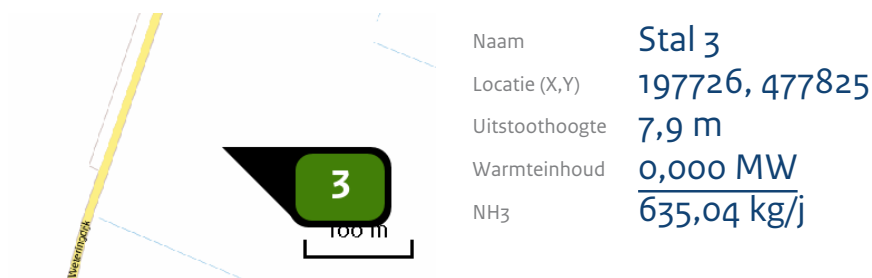 Weteringdijk
3
100 m
Naam Stal 3
Locatie (X,Y) 197726, 477825
Uitstoothoogte 7,9 m
Warmteinhoud 0,000 MW
NH3 635,04 kg/j